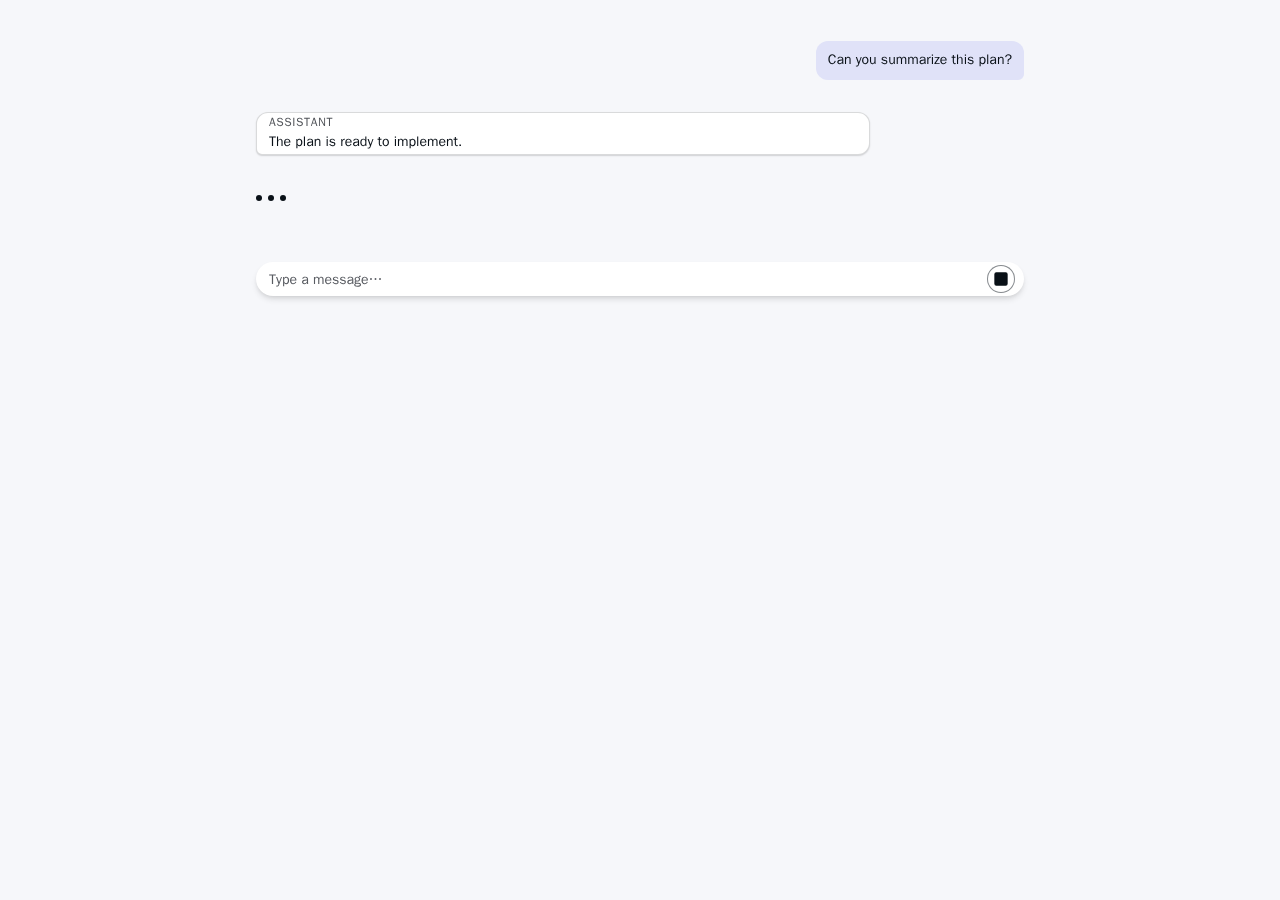 Can you summarize this plan?
ASSISTANT
The plan is ready to implement.
Type a message…